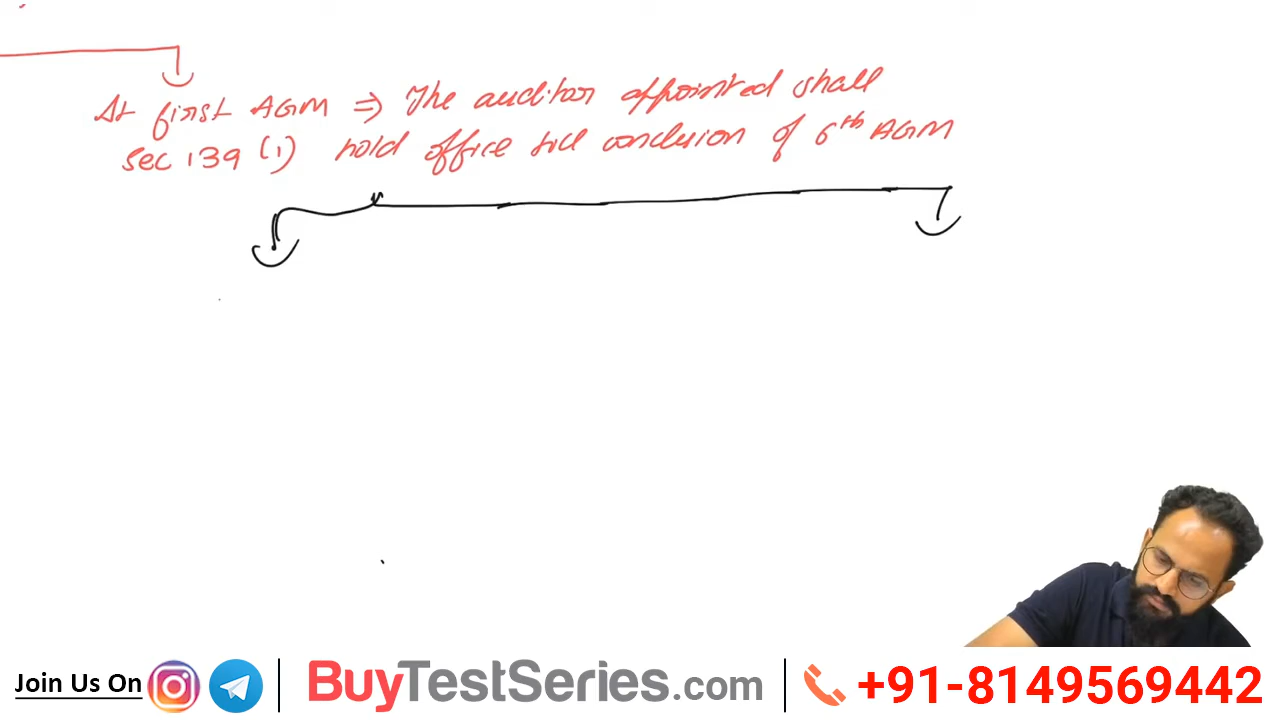 At first AGM ⇒ The auditor appointed shall
Sec 139 (1) hold office till conclusion of 6th AGM
Join Us On
BuyTestSeries.com
+91-8149569442